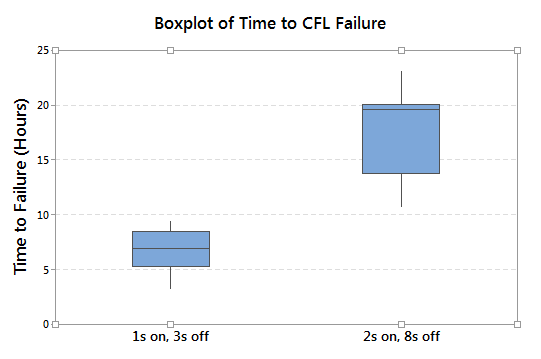 Boxplot of Time to CFL Failure
Time to Failure (Hours)
25
20
15
10
5
0
1s on, 3s off
2s on, 8s off